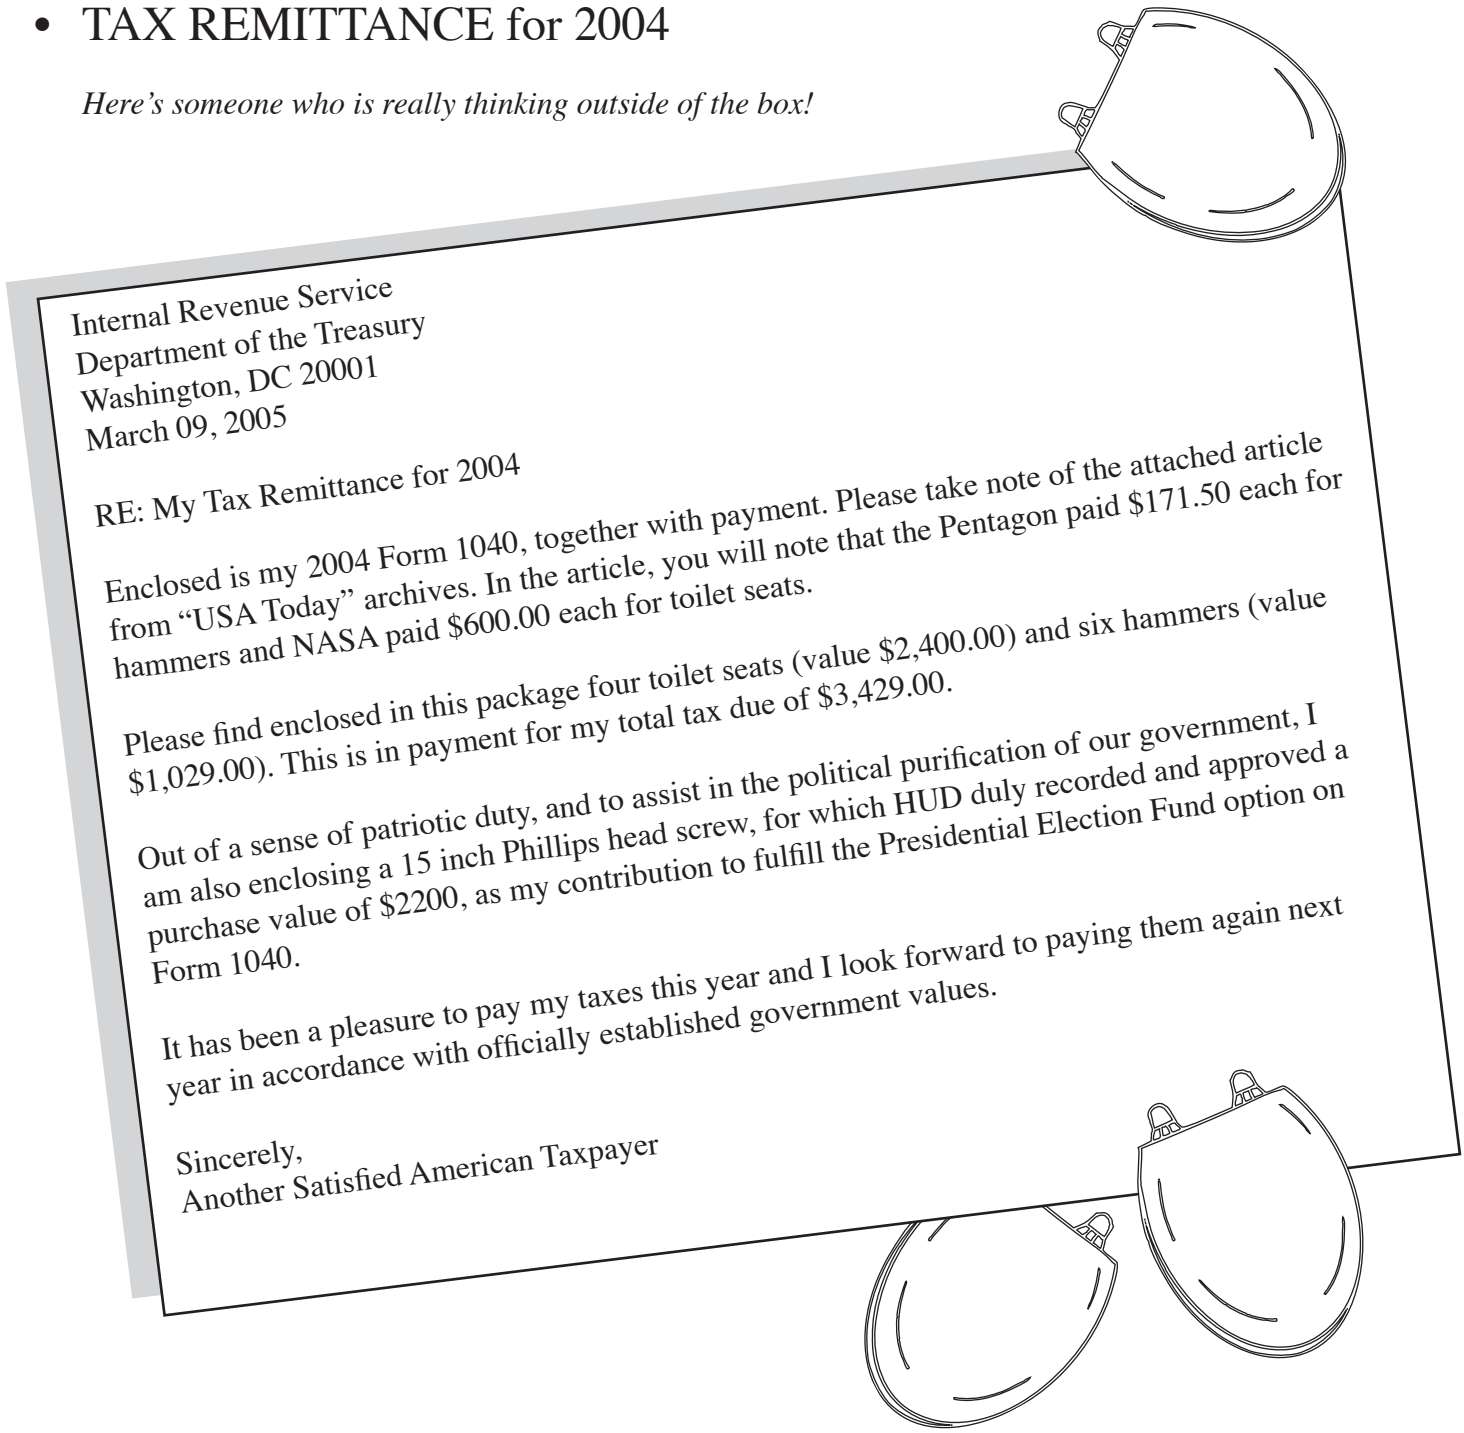 • TAX REMITTANCE for 2004
Here’s someone who is really thinking outside of the box!
Internal Revenue Service
Department of the Treasury
Washington, DC 20001
March 09, 2005
RE: My Tax Remittance for 2004
Enclosed is my 2004 Form 1040, together with payment. Please take note of the attached article
from “USA Today” archives. In the article, you will note that the Pentagon paid $171.50 each for
hammers and NASA paid $600.00 each for toilet seats.
Please find enclosed in this package four toilet seats (value $2,400.00) and six hammers (value
$1,029.00). This is in payment for my total tax due of $3,429.00.
Out of a sense of patriotic duty, and to assist in the political purification of our government, I
am also enclosing a 15 inch Phillips head screw, for which HUD duly recorded and approved a
purchase value of $2200, as my contribution to fulfill the Presidential Election Fund option on
Form 1040.
It has been a pleasure to pay my taxes this year and I look forward to paying them again next
year in accordance with officially established government values.
Sincerely,
Another Satisfied American Taxpayer